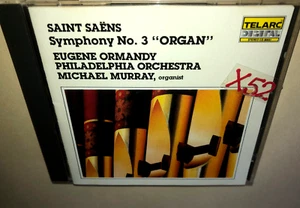 SAINT SAËNS
Symphony No. 3 “ORGAN”
EUGENE ORMANDY
PHILADELPHIA ORCHESTRA
MICHAEL MURRAY, organist
TELARC
DIGITAL
X52